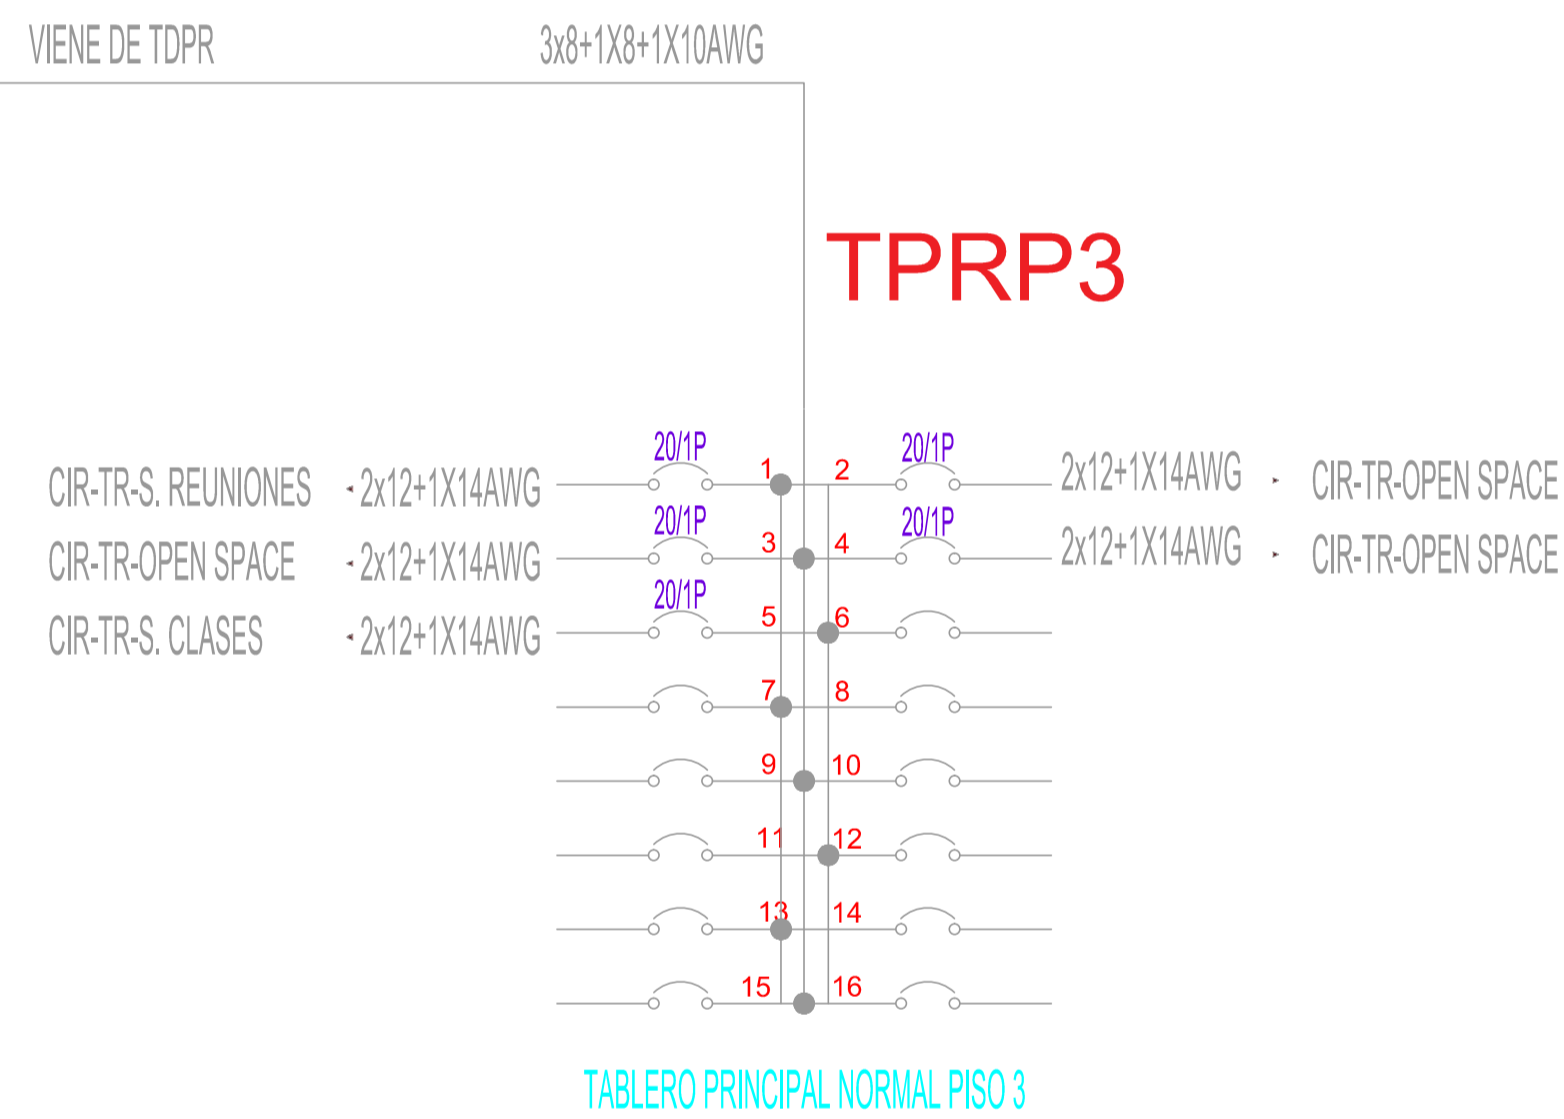 VIENE DE TDPR 3x8+1X8+1X10AWG
TPRP3
20/1P 20/1P
CIR-TR-S. REUNIONES 2x12+1X14AWG 1 2 2x12+1X14AWG CIR-TR-OPEN SPACE
20/1P 20/1P
CIR-TR-OPEN SPACE 2x12+1X14AWG 3 4 2x12+1X14AWG CIR-TR-OPEN SPACE
20/1P
CIR-TR-S. CLASES 2x12+1X14AWG 5 6
7 8
9 10
11 12
13 14
15 16
TABLERO PRINCIPAL NORMAL PISO 3